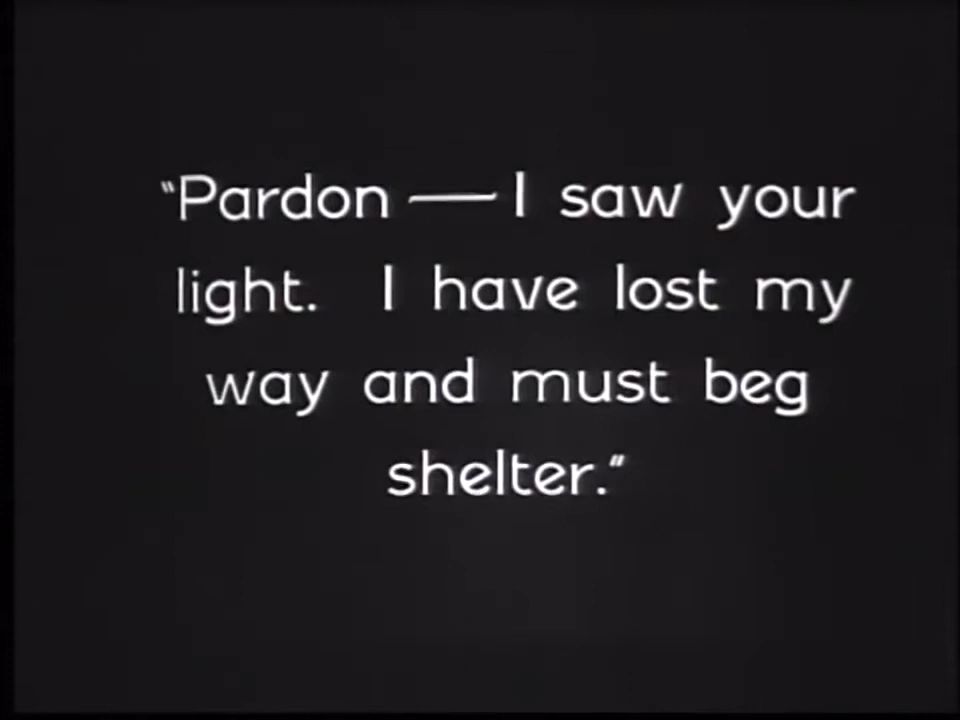 “Pardon — I saw your
light. I have lost my
way and must beg
shelter.”